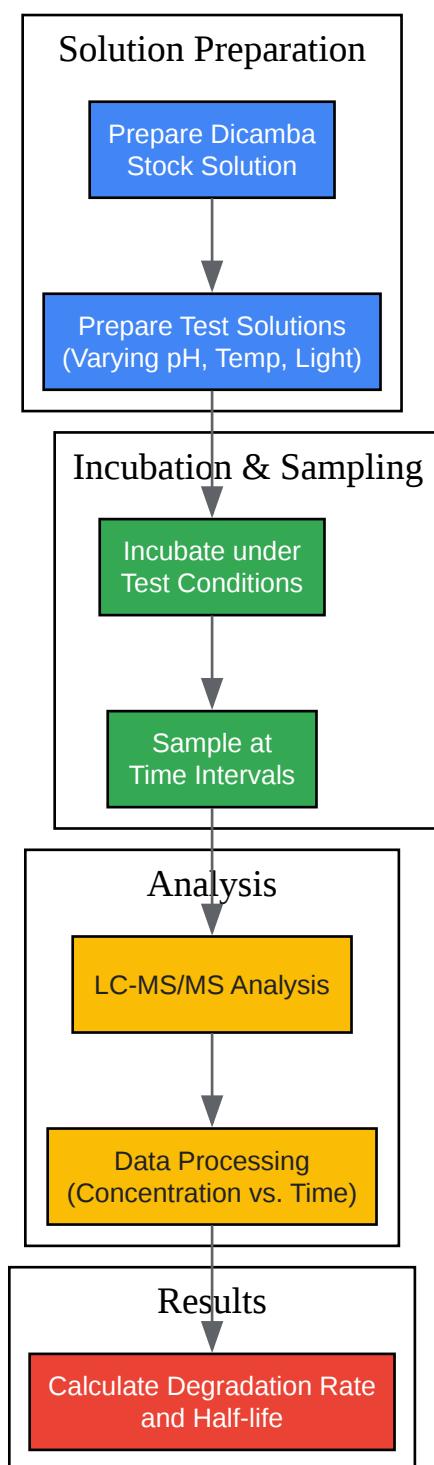 Solution Preparation
Prepare Dicamba
Stock Solution
Prepare Test Solutions
(Varying pH, Temp, Light)
Incubation & Sampling
Incubate under
Test Conditions
Sample at
Time Intervals
Analysis
LC-MS/MS Analysis
Data Processing
(Concentration vs. Time)
Results
Calculate Degradation Rate
and Half-life